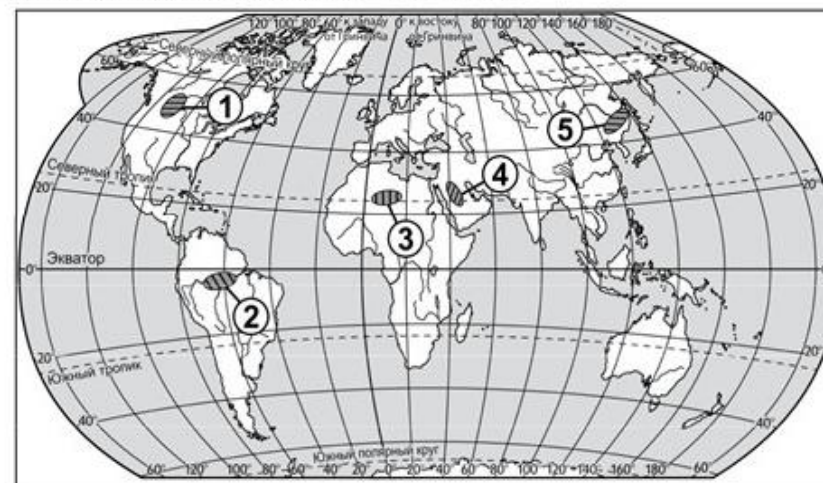 120 100 80 60 к западу 0° к востоку 60 80 100 120
от Гринвича от Гринвича
Северный полярный круг
60° 60°
1
40° 40°
5
Северный тропик
4
20° 20°
3
Экватор
0° 0°
2
20° 20°
Южный тропик
40° 40°
Южный полярный круг
60° 120 100 80 60 40 20 0 20 40 60 80 100 120 140 160 180 60